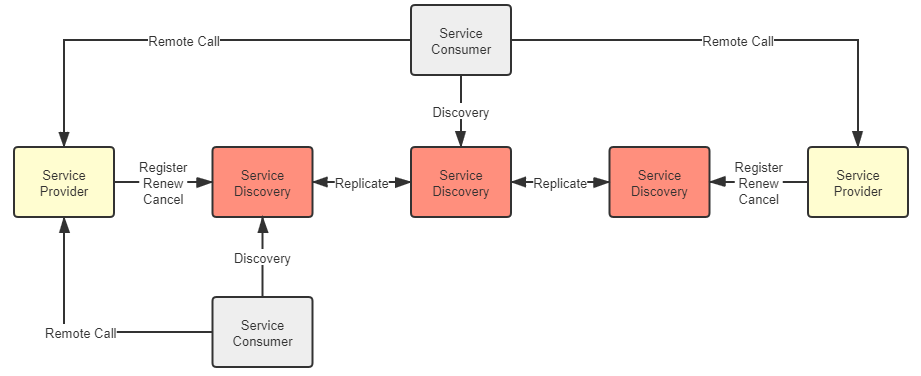 Service
Consumer
Remote Call
Remote Call
Discovery
Service
Provider
Register
Renew
Cancel
Service
Discovery
Replicate
Service
Discovery
Replicate
Service
Discovery
Register
Renew
Cancel
Service
Provider
Discovery
Service
Consumer
Remote Call